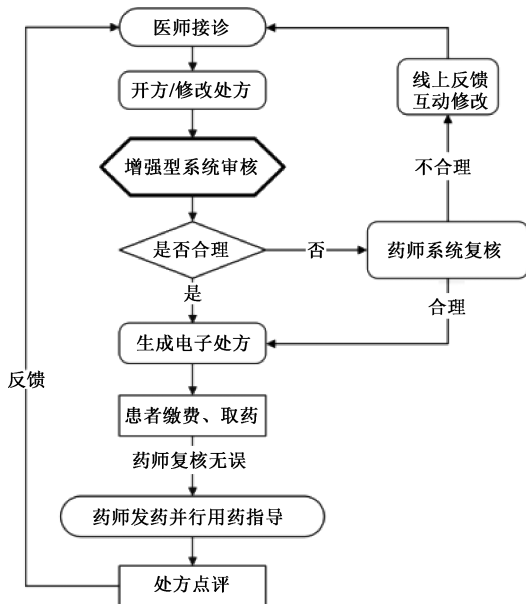 医师接诊
开方/修改处方
线上反馈
互动修改
增强型系统审核
不合理
是否合理
否
药师系统复核
是
合理
生成电子处方
反馈
患者缴费、取药
药师复核无误
药师发药并行用药指导
处方点评